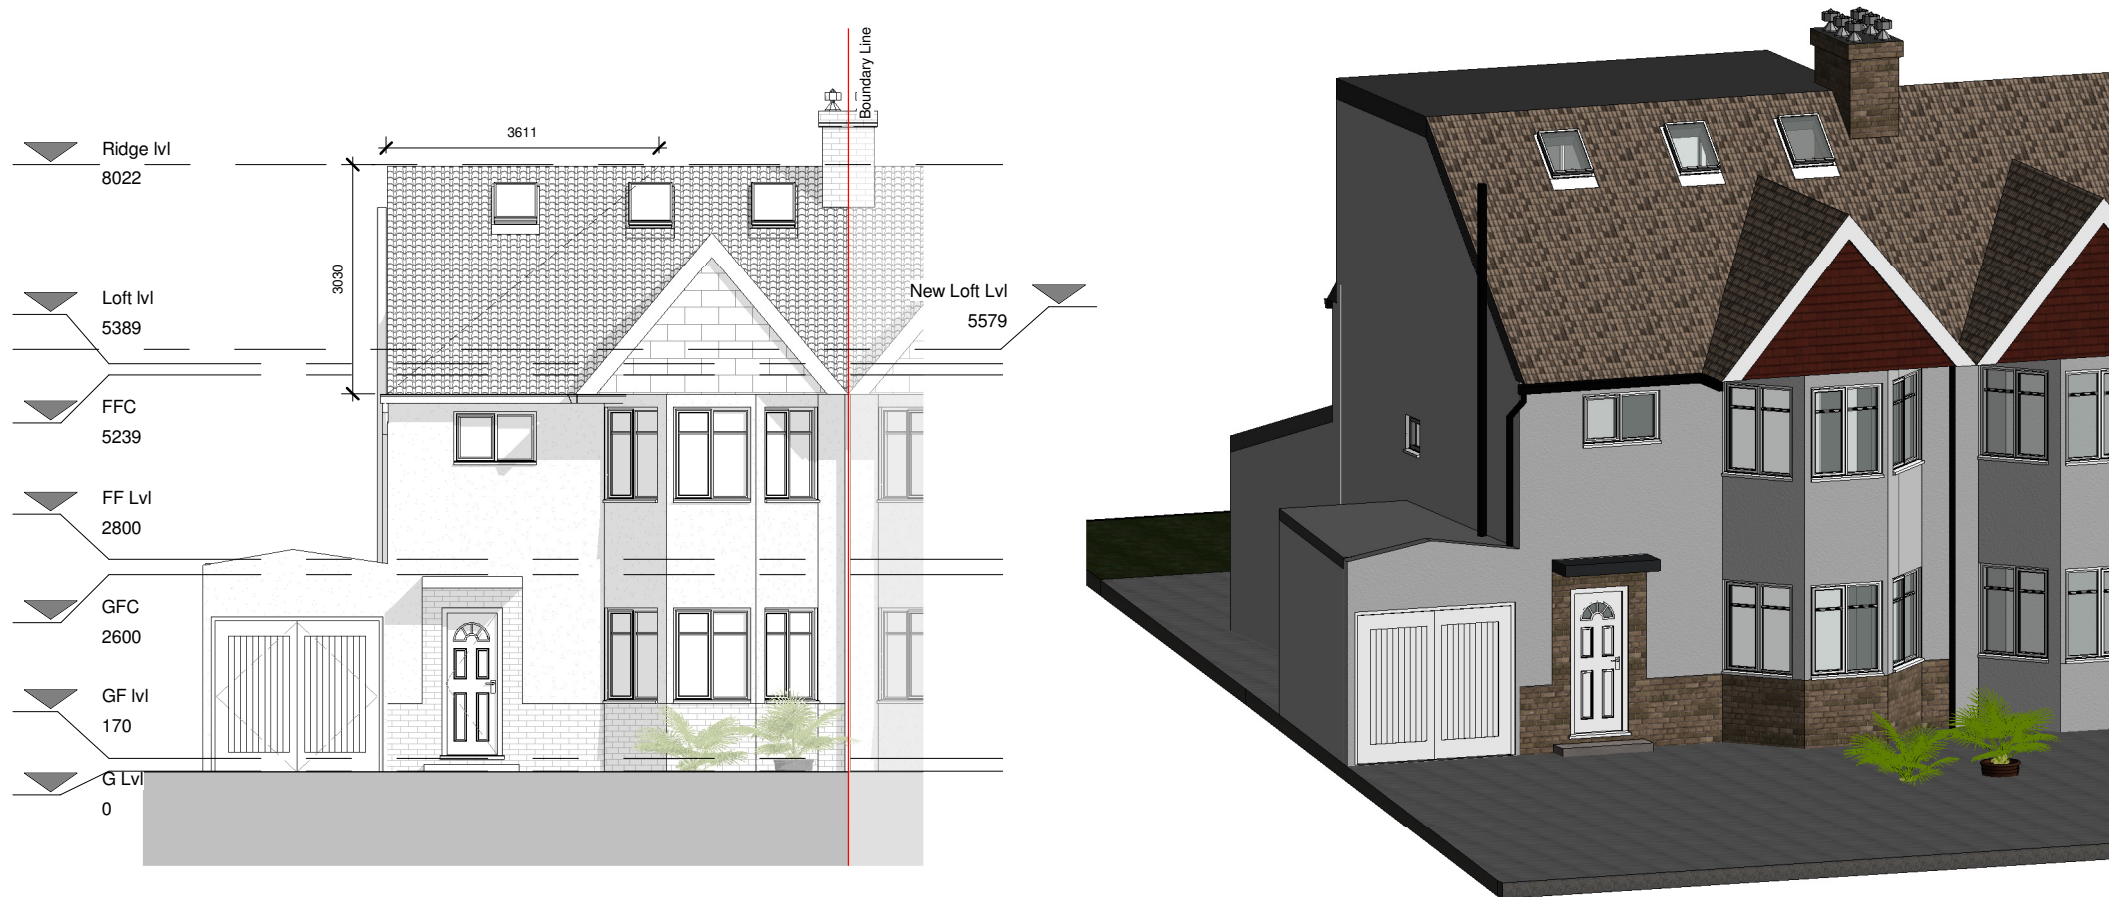 Boundary Line
3611
Ridge lvl
8022
3030
Loft lvl
5389
New Loft Lvl
5579
FFC
5239
FF Lvl
2800
GFC
2600
GF lvl
170
G Lvl
0